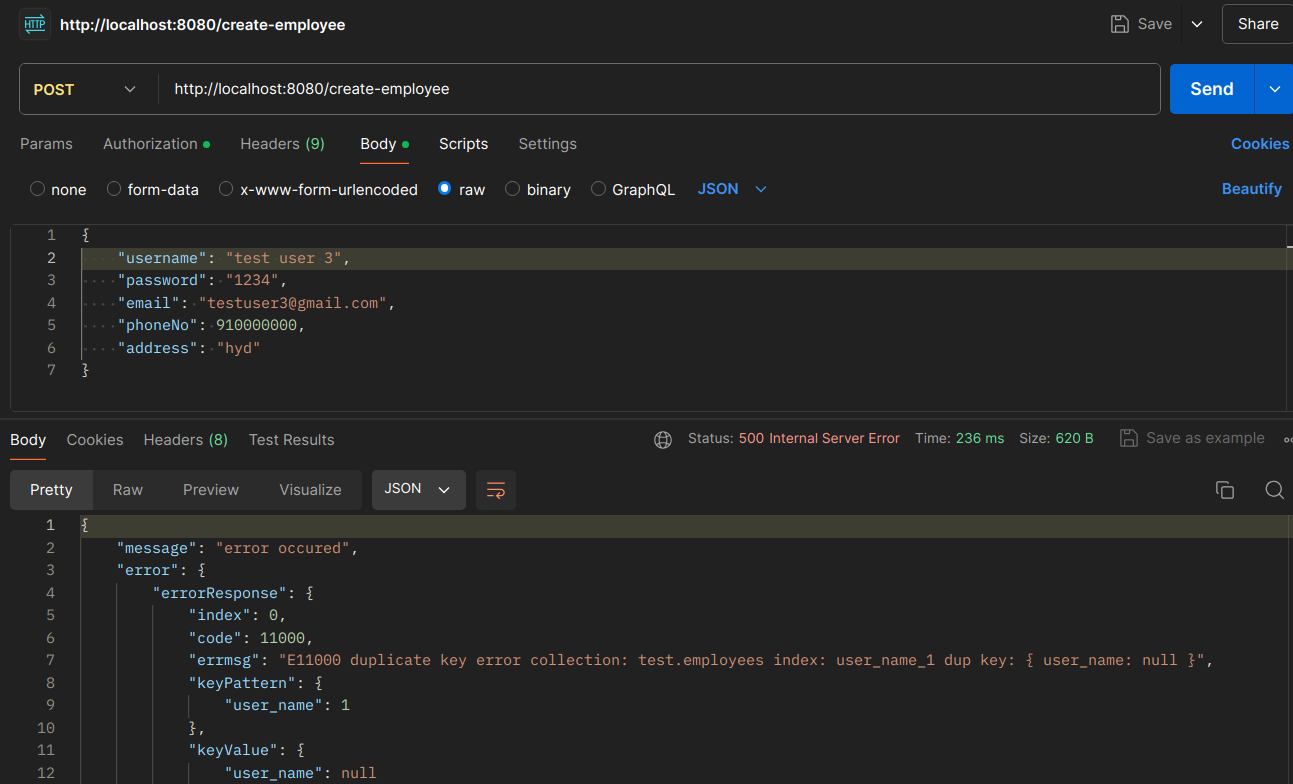 HTTP http://localhost:8080/create-employee Save Share
POST http://localhost:8080/create-employee Send
Params Authorization Headers (9) Body Scripts Settings Cookies
none form-data x-www-form-urlencoded raw binary GraphQL JSON Beautify
1 {
2 "username": "test user 3",
3 "password": "1234",
4 "email": "testuser3@gmail.com",
5 "phoneNo": 910000000,
6 "address": "hyd"
7 }
Body Cookies Headers (8) Test Results Status: 500 Internal Server Error Time: 236 ms Size: 620 B Save as example
Pretty Raw Preview Visualize JSON
1 {
2 "message": "error occured",
3 "error": {
4 "errorResponse": {
5 "index": 0,
6 "code": 11000,
7 "errmsg": "E11000 duplicate key error collection: test.employees index: user_name_1 dup key: { user_name: null }",
8 "keyPattern": {
9 "user_name": 1
10 },
11 "keyValue": {
12 "user_name": null